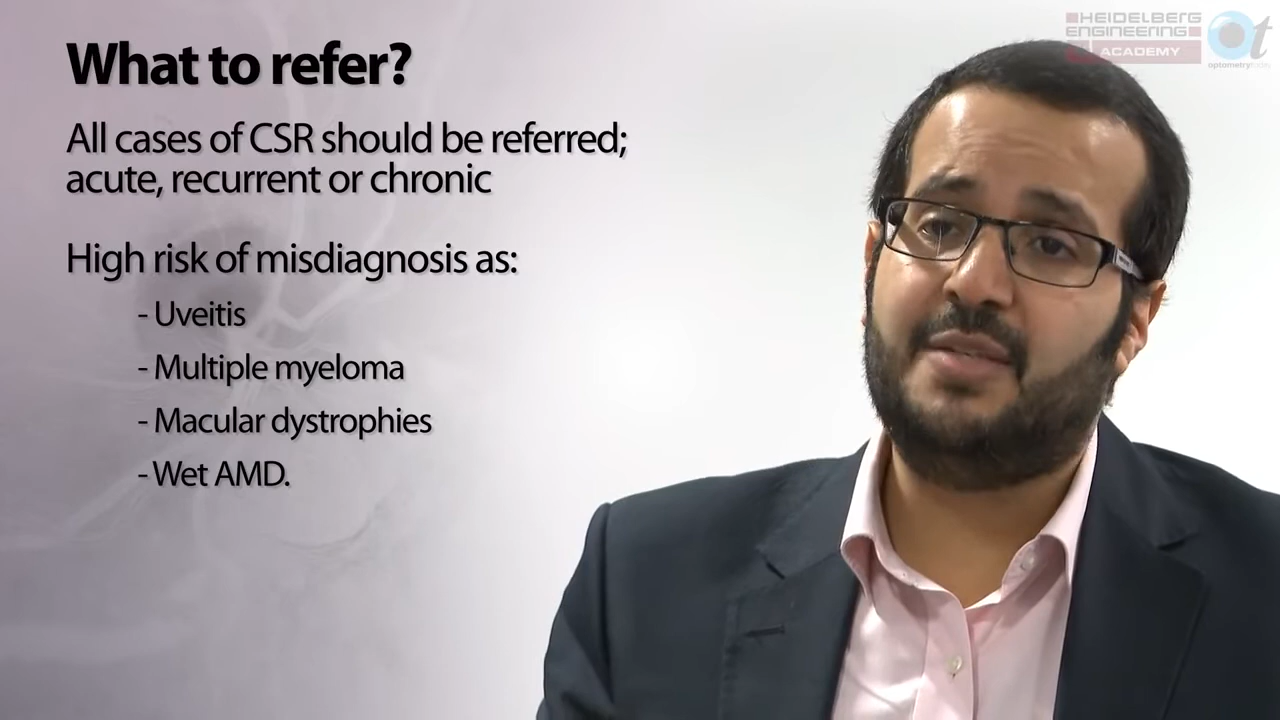 HEIDELBERG
ENGINEERING
ACADEMY
optometrytoday
What to refer?
All cases of CSR should be referred;
acute, recurrent or chronic
High risk of misdiagnosis as:
- Uveitis
- Multiple myeloma
- Macular dystrophies
- Wet AMD.